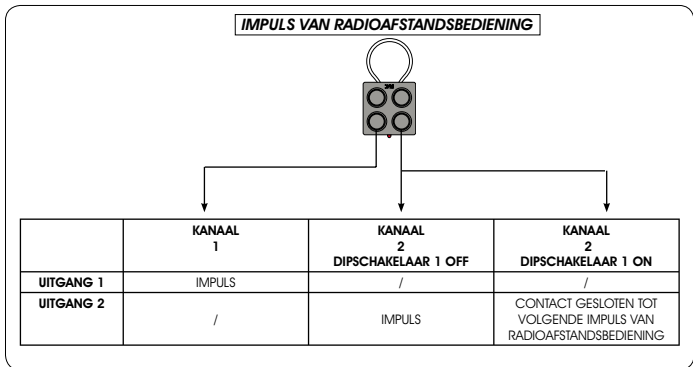 IMPULS VAN RADIOAFSTANDSBEDIENING
KANAAL
1
KANAAL
2
DIPSCHAKELAAR 1 OFF
KANAAL
2
DIPSCHAKELAAR 1 ON
UITGANG 1
IMPULS
/
/
UITGANG 2
/
IMPULS
CONTACT GESLOTEN TOT
VOLGENDE IMPULS VAN
RADIOAFSTANDSBEDIENING